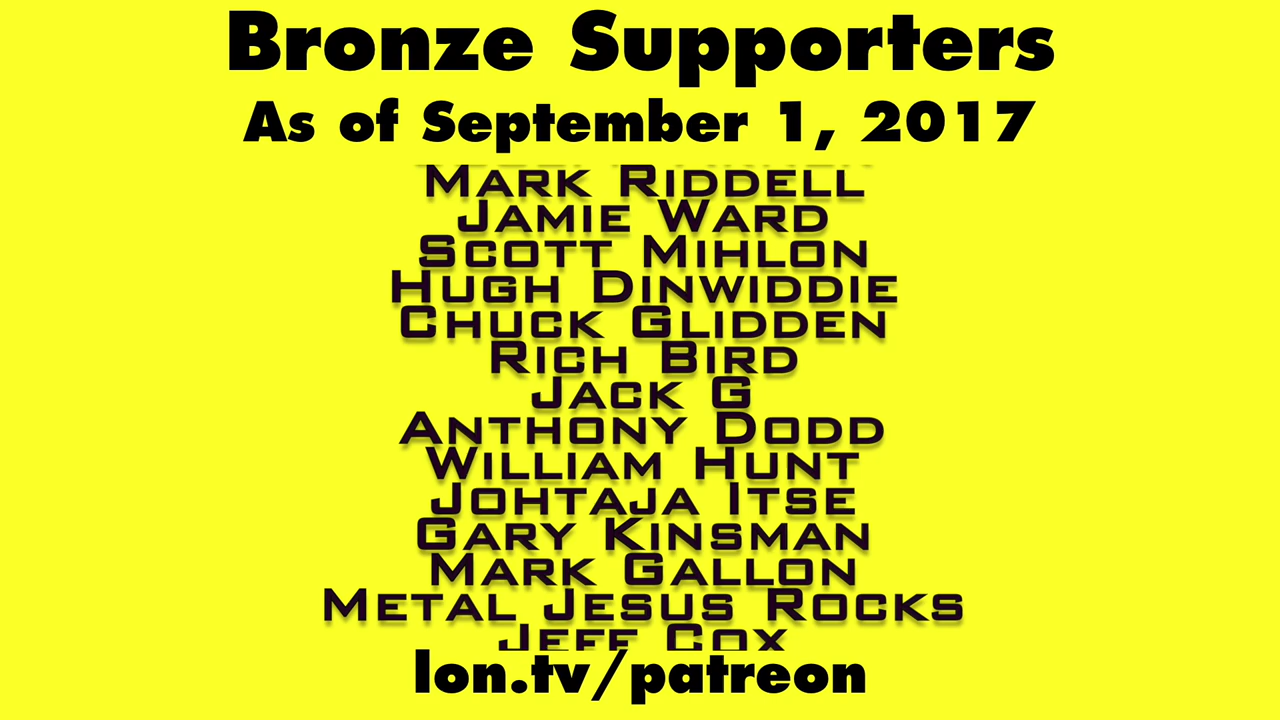 Bronze Supporters
As of September 1, 2017
Mark Riddell
Jamie Ward
Scott Mihlon
Hugh Dinwiddie
Chuck Glidden
Rich Bird
Jack G
Anthony Dodd
William Hunt
Johtaja Itse
Gary Kinsman
Mark Gallon
Metal Jesus Rocks
Jeff Cox
lon.tv/patreon